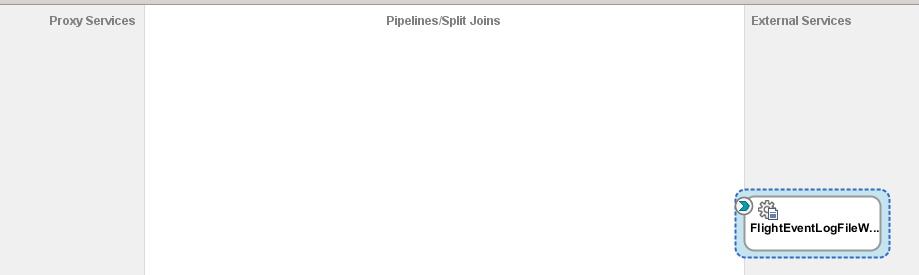 Proxy Services
Pipelines/Split Joins
External Services
FlightEventLogFileW...